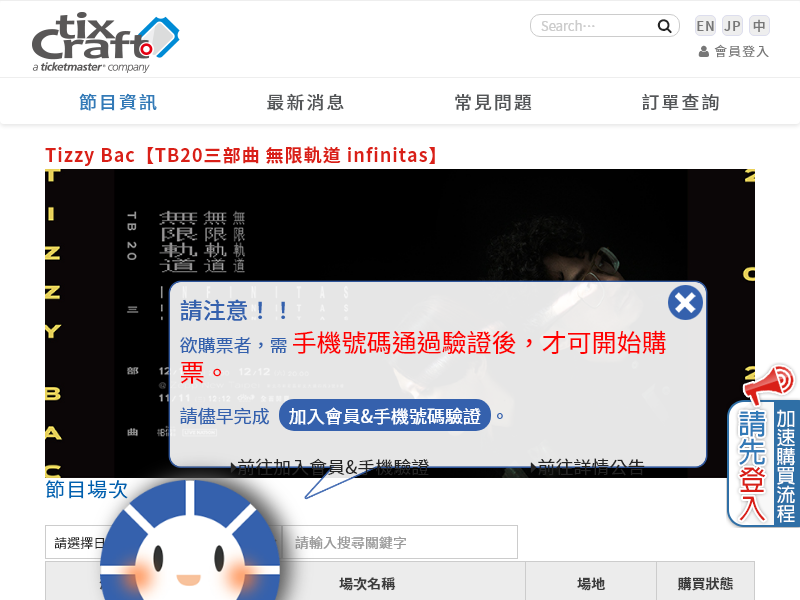 tix
Craft
a ticketmaster® company
Search…
EN JP 中
會員登入
節目資訊 最新消息 常見問題 訂單查詢
Tizzy Bac【TB20三部曲 無限軌道 infinitas】
TIZZY BAC
TB 20 三 部 曲
無限軌道 無限軌道 無限軌道
請注意！！
欲購票者，需 手機號碼通過驗證後，才可開始購
票。
請儘早完成 加入會員&手機號碼驗證 。
前往加入會員&手機驗證 前往詳情公告
加速購買流程
請先登入
節目場次
請選擇日
請輸入搜尋關鍵字
場次名稱 場地 購買狀態